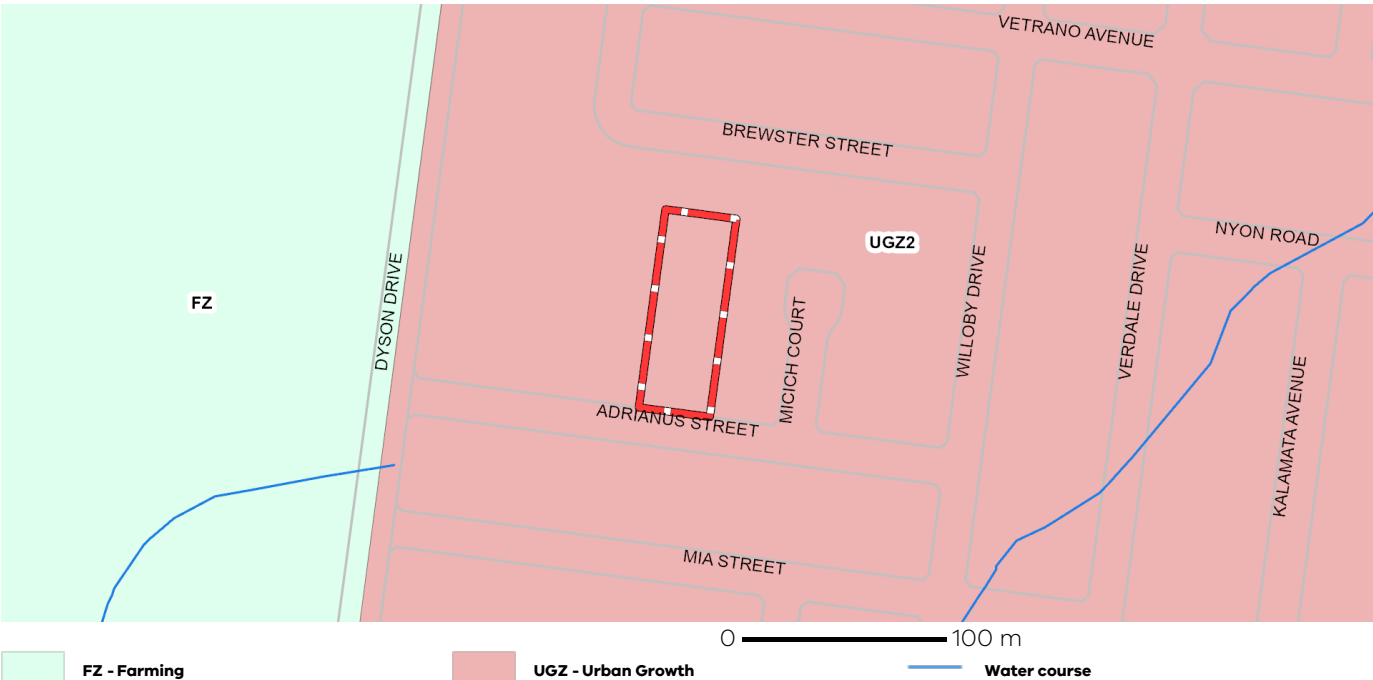 VETRANO AVENUE
BREWSTER STREET
NYON ROAD
UGZ2
FZ
DYSON DRIVE
WILLOBY DRIVE
VERDALE DRIVE
MICICH COURT
KALAMATA AVENUE
ADRIANUS STREET
MIA STREET
0 100 m
FZ - Farming
UGZ - Urban Growth
Water course